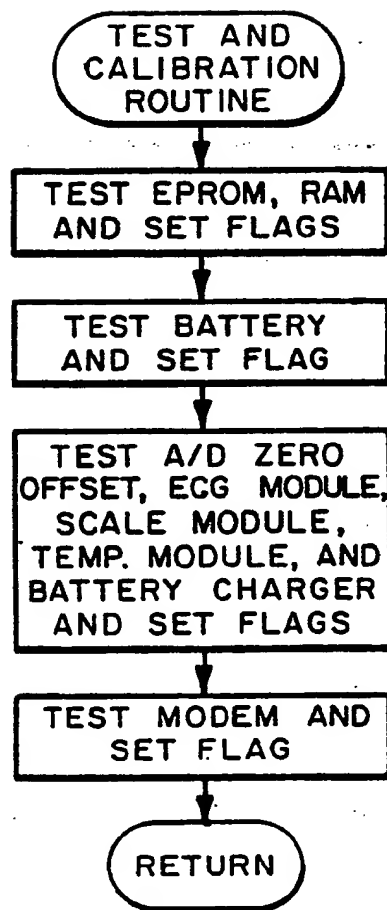 TEST AND
CALIBRATION
ROUTINE
TEST EPROM, RAM
AND SET FLAGS
TEST BATTERY
AND SET FLAG
TEST A/D ZERO
OFFSET, ECG MODULE,
SCALE MODULE,
TEMP. MODULE, AND
BATTERY CHARGER
AND SET FLAGS
TEST MODEM AND
SET FLAG
RETURN